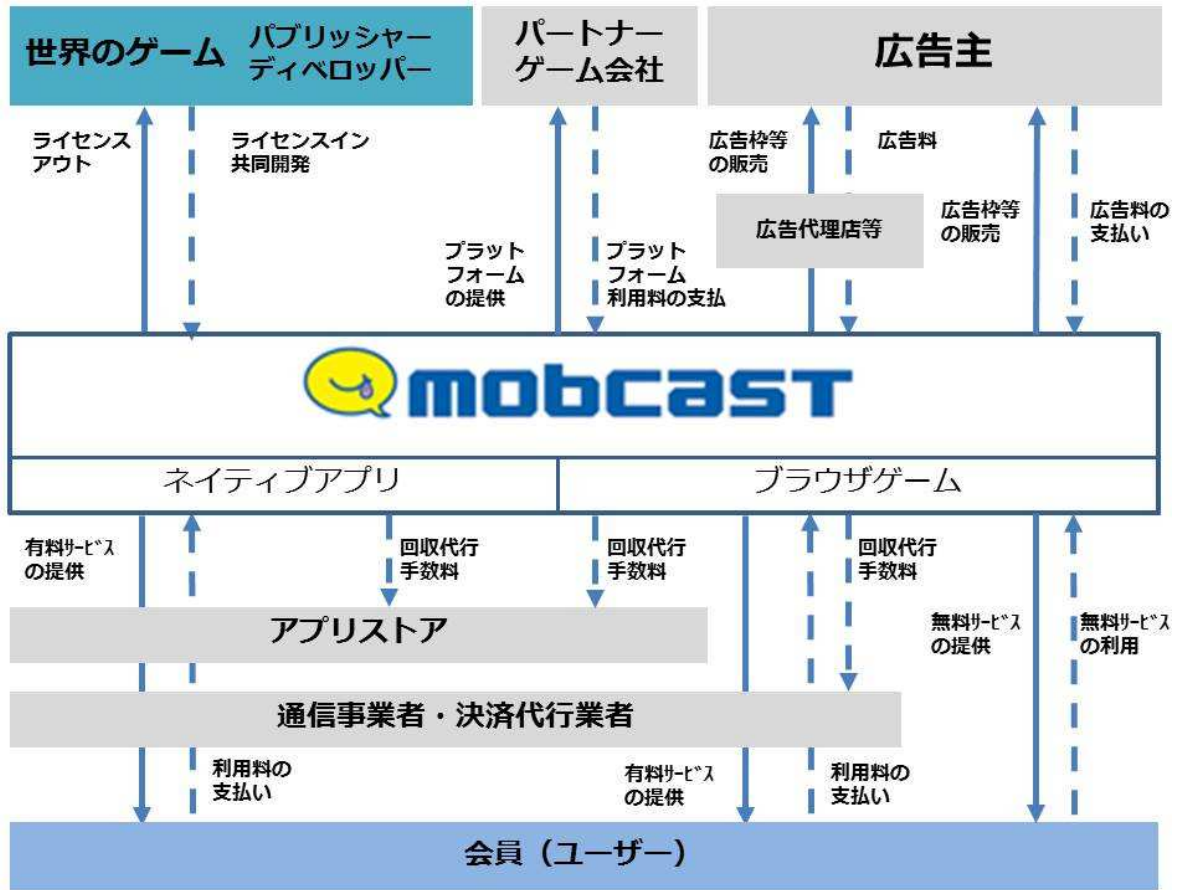 世界のゲーム
パブリッシャー
ディベロッパー
パートナー
ゲーム会社
広告主
ライセンス
アウト
ライセンスイン
共同開発
広告枠等
の販売
広告料
広告代理店等
広告枠等
の販売
広告料の
支払い
プラット
フォーム
の提供
プラット
フォーム
利用料の支払
mobcast
ネイティブアプリ
ブラウザゲーム
有料ｻｰﾋﾞｽ
の提供
回収代行
手数料
回収代行
手数料
回収代行
手数料
アプリストア
無料ｻｰﾋﾞｽ
の提供
無料ｻｰﾋﾞｽ
の利用
通信事業者・決済代行業者
利用料の
支払い
有料ｻｰﾋﾞｽ
の提供
利用料の
支払い
会員（ユーザー）